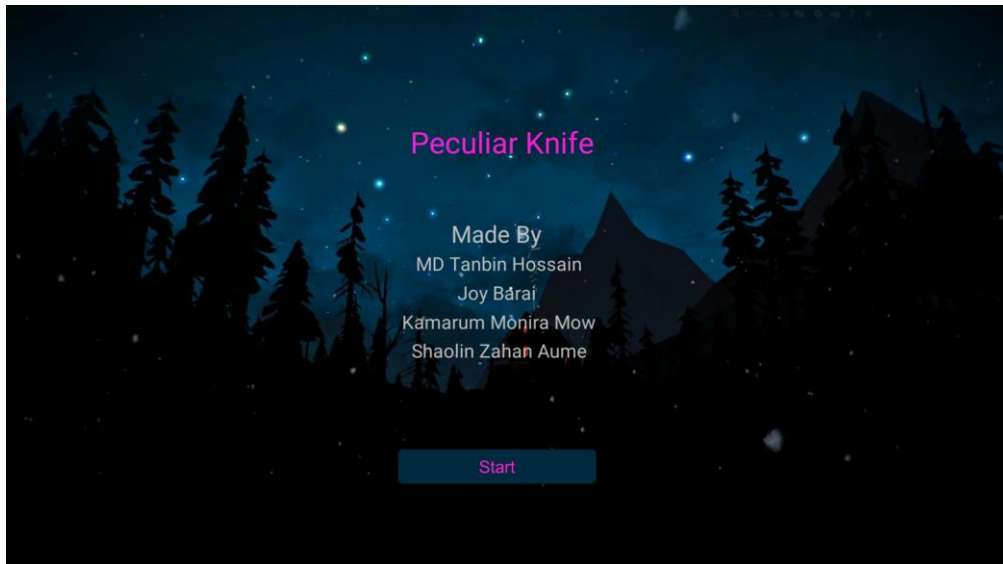 Peculiar Knife
Made By
MD Tanbin Hossain
Joy Barai
Kamarum Monira Mow
Shaolin Zahan Aume
Start